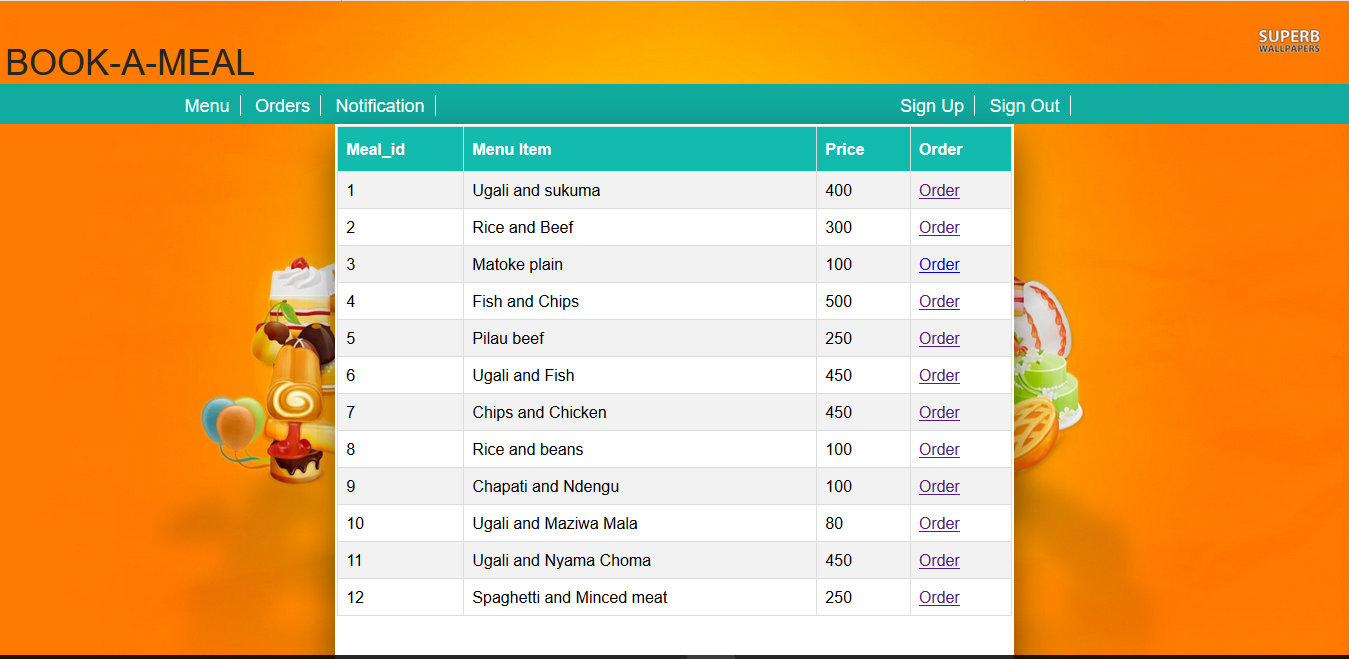 SUPERB
WALLPAPERS
BOOK-A-MEAL
Menu Orders Notification Sign Up Sign Out
Meal_id Menu Item Price Order
1 Ugali and sukuma 400 Order
2 Rice and Beef 300 Order
3 Matoke plain 100 Order
4 Fish and Chips 500 Order
5 Pilau beef 250 Order
6 Ugali and Fish 450 Order
7 Chips and Chicken 450 Order
8 Rice and beans 100 Order
9 Chapati and Ndengu 100 Order
10 Ugali and Maziwa Mala 80 Order
11 Ugali and Nyama Choma 450 Order
12 Spaghetti and Minced meat 250 Order